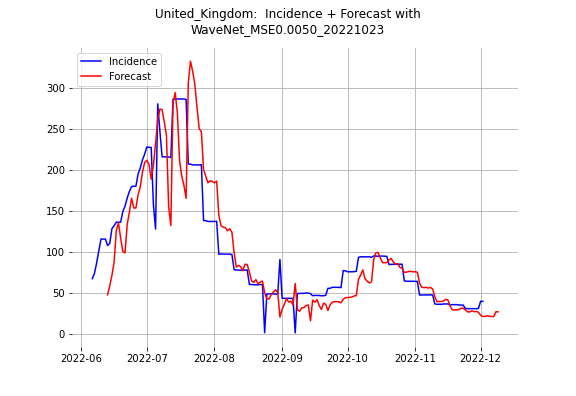 United_Kingdom:  Incidence + Forecast with
WaveNet_MSE0.0050_20221023
Incidence
Forecast
300
250
200
150
100
50
0
2022-06 2022-07 2022-08 2022-09 2022-10 2022-11 2022-12